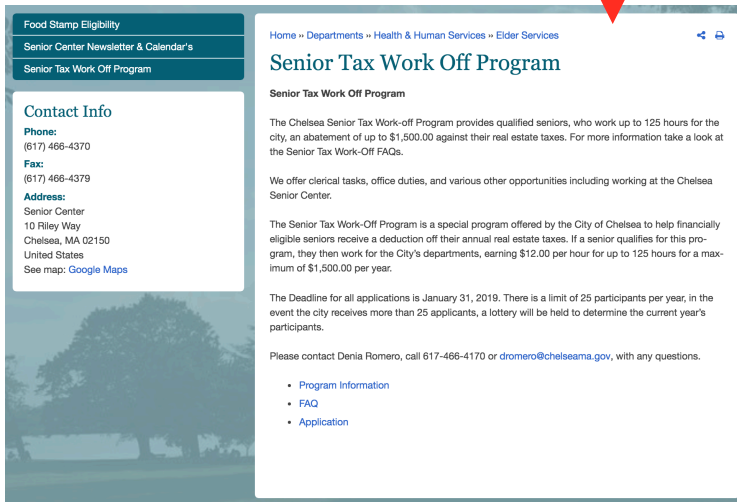 Food Stamp Eligibility
Senior Center Newsletter & Calendar's
Senior Tax Work Off Program
Contact Info
Phone:
(617) 466-4370
Fax:
(617) 466-4379
Address:
Senior Center
10 Riley Way
Chelsea, MA 02150
United States
See map: Google Maps
Home ›› Departments ›› Health & Human Services ›› Elder Services
Senior Tax Work Off Program
Senior Tax Work Off Program
The Chelsea Senior Tax Work-off Program provides qualified seniors, who work up to 125 hours for the
city, an abatement of up to $1,500.00 against their real estate taxes. For more information take a look at
the Senior Tax Work-Off FAQs.
We offer clerical tasks, office duties, and various other opportunities including working at the Chelsea
Senior Center.
The Senior Tax Work-Off Program is a special program offered by the City of Chelsea to help financially
eligible seniors receive a deduction off their annual real estate taxes. If a senior qualifies for this pro-
gram, they then work for the City's departments, earning $12.00 per hour for up to 125 hours for a max-
imum of $1,500.00 per year.
The Deadline for all applications is January 31, 2019. There is a limit of 25 participants per year, in the
event the city receives more than 25 applicants, a lottery will be held to determine the current year's
participants.
Please contact Denia Romero, call 617-466-4170 or dromero@chelseama.gov, with any questions.
• Program Information
• FAQ
• Application